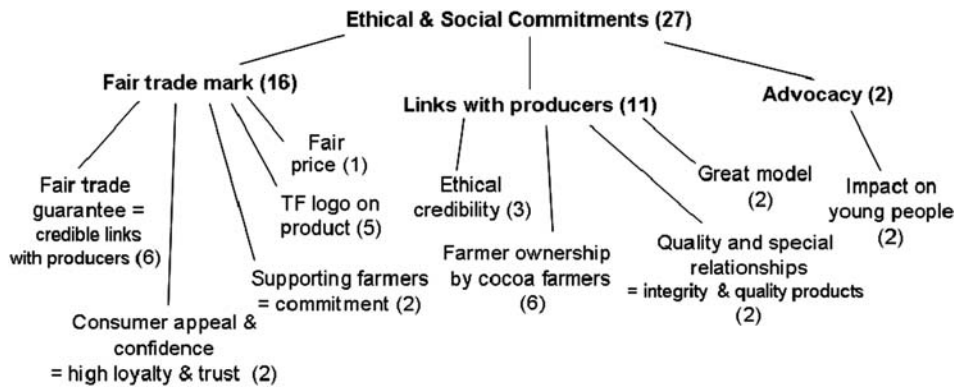 Ethical & Social Commitments (27)
Fair trade mark (16)
Links with producers (11)
Advocacy (2)
Fair trade
guarantee =
credible links
with producers (6)
Consumer appeal &
confidence
= high loyalty & trust (2)
Supporting farmers
= commitment (2)
TF logo on
product (5)
Fair
price (1)
Ethical
credibility (3)
Farmer ownership
by cocoa farmers
(6)
Quality and special
relationships
= integrity & quality products
(2)
Great model
(2)
Impact on
young people
(2)